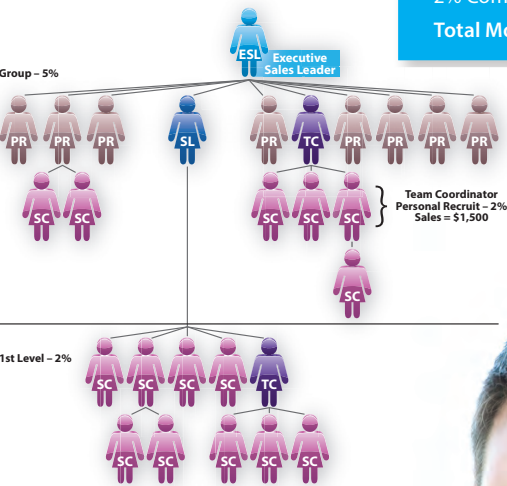 2% Com
Total Mo
ESL
Executive
Sales Leader
Group – 5%
PR PR PR SL PR TC PR PR PR PR
SC SC SC SC SC
Team Coordinator
Personal Recruit – 2%
Sales = $1,500
SC
1st Level – 2%
SC SC SC SC TC
SC SC SC SC SC